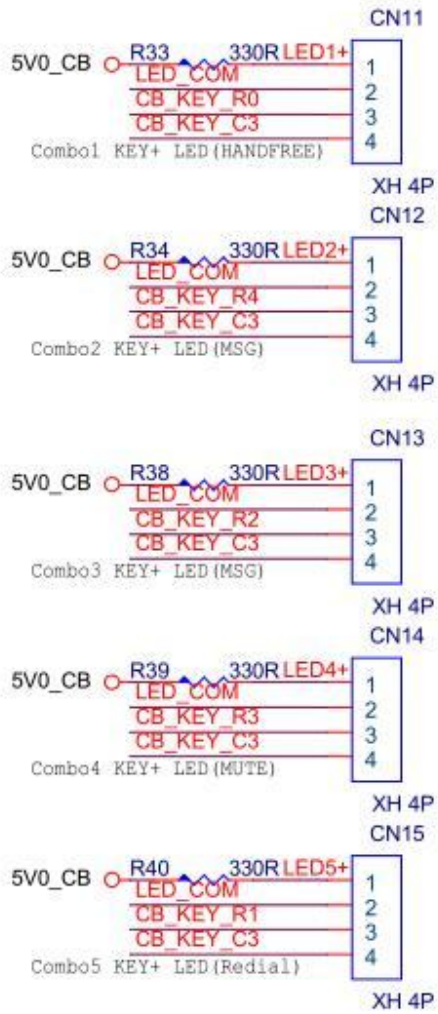 CN11
5V0_CB R33 330R LED1+ 1
LED_COM 2
CB_KEY_R0 3
CB_KEY_C3 4
Combo1 KEY+ LED(HANDFREE)
XH 4P
CN12
5V0_CB R34 330R LED2+ 1
LED_COM 2
CB_KEY_R4 3
CB_KEY_C3 4
Combo2 KEY+ LED(MSG)
XH 4P
CN13
5V0_CB R38 330R LED3+ 1
LED_COM 2
CB_KEY_R2 3
CB_KEY_C3 4
Combo3 KEY+ LED(MSG)
XH 4P
CN14
5V0_CB R39 330R LED4+ 1
LED_COM 2
CB_KEY_R3 3
CB_KEY_C3 4
Combo4 KEY+ LED(MUTE)
XH 4P
CN15
5V0_CB R40 330R LED5+ 1
LED_COM 2
CB_KEY_R1 3
CB_KEY_C3 4
Combo5 KEY+ LED(Redial)
XH 4P